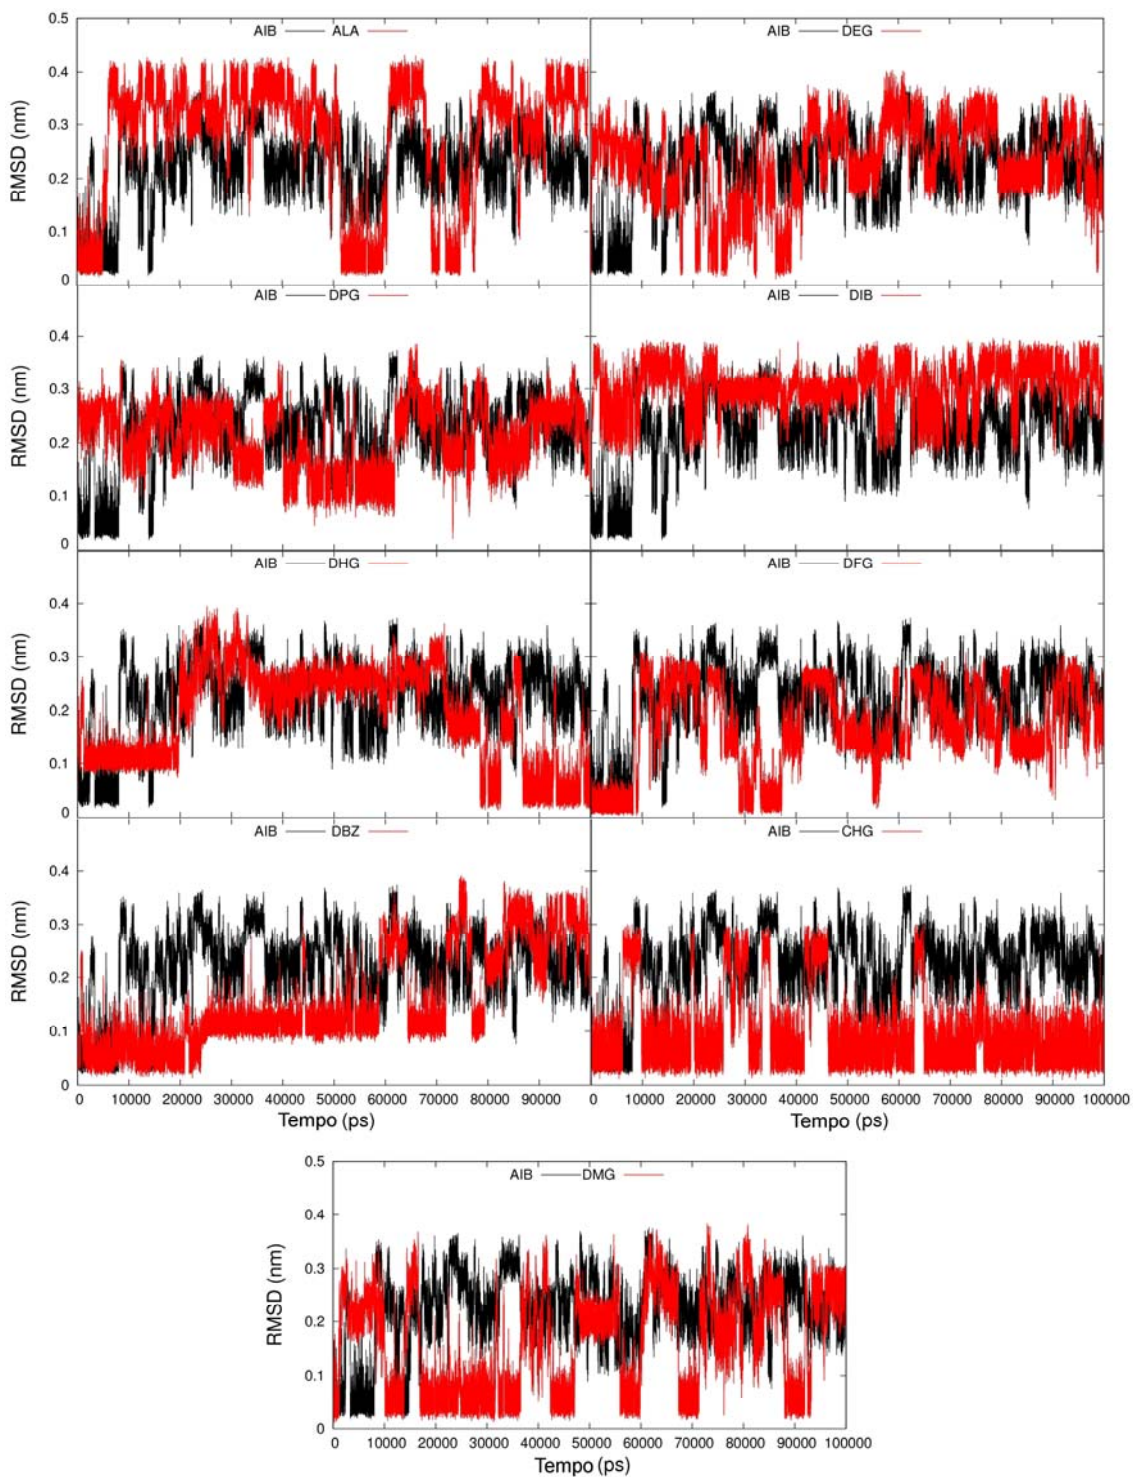 0.5
AIB ALA
AIB DEG
0.4
0.3
RMSD (nm)
0.2
0.1
0
AIB DPG
AIB DIB
0.4
0.3
RMSD (nm)
0.2
0.1
0
AIB DHG
AIB DFG
0.4
0.3
RMSD (nm)
0.2
0.1
0
AIB DBZ
AIB CHG
0.4
0.3
RMSD (nm)
0.2
0.1
0
0 10000 20000 30000 40000 50000 60000 70000 80000 90000
0 10000 20000 30000 40000 50000 60000 70000 80000 90000 100000
Tempo (ps)
Tempo (ps)
0.5
AIB DMG
0.4
0.3
RMSD (nm)
0.2
0.1
0
0 10000 20000 30000 40000 50000 60000 70000 80000 90000 100000
Tempo (ps)